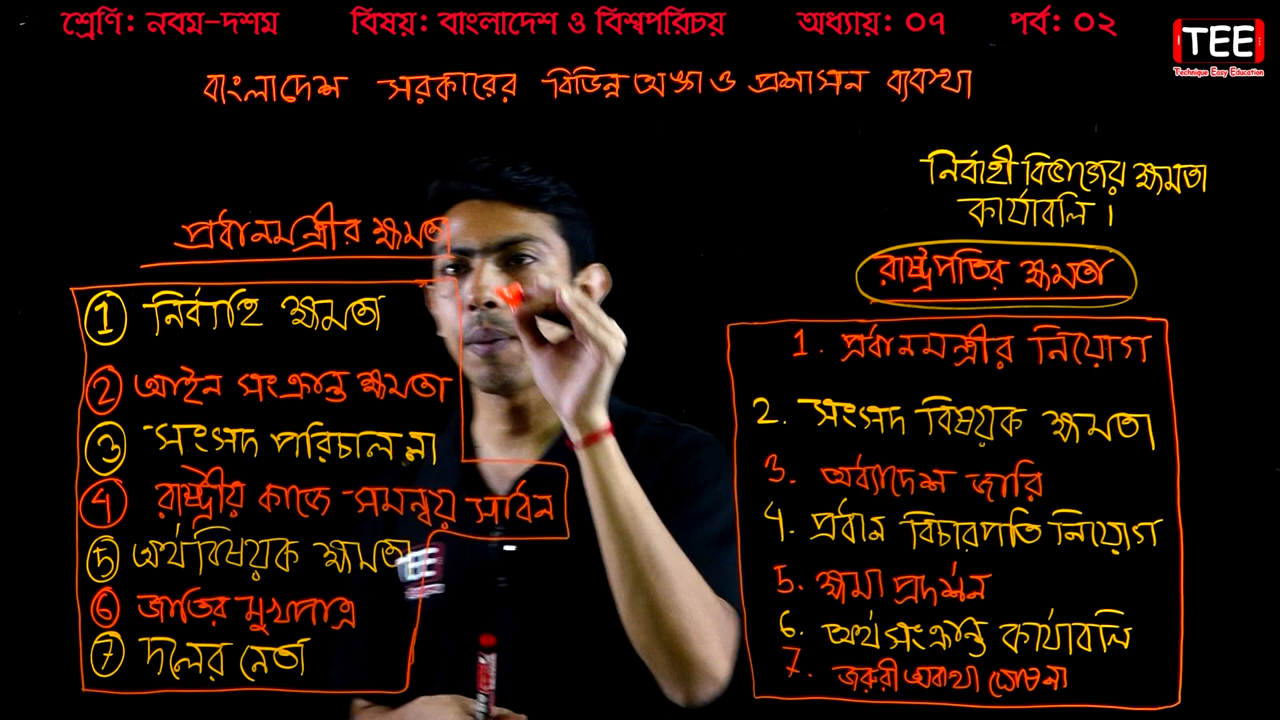 শ্রেণি: নবম-দশম বিষয়: বাংলাদেশ ও বিশ্বপরিচয় অধ্যায়: ০৭ পর্ব: ০২
TEE
Technique Easy Education
বাংলাদেশ সরকারের বিভিন্ন অঙ্গ ও প্রশাসন ব্যবস্থা
নির্বাহী বিভাগের ক্ষমতা
কার্যাবলি ।
প্রধানমন্ত্রীর ক্ষমতা
1 নির্বাহি ক্ষমতা
2 আইন সংক্রান্ত ক্ষমতা
3 সংসদ পরিচালনা
4 রাষ্ট্রীয় কাজে সমন্বয় সাধন
5 অর্থ বিষয়ক ক্ষমতা
6 জাতির মুখপাত্র
7 দলের নেতা
রাষ্ট্রপতির ক্ষমতা
1. প্রধানমন্ত্রীর নিয়োগ
2. সংসদ বিষয়ক ক্ষমতা
3. অধ্যাদেশ জারি
4. প্রধান বিচারপতি নিয়োগ
5. ক্ষমা প্রদর্শন
6. অর্থ সংক্রান্ত কার্যাবলি
7. জরুরী অবস্থা ঘোষনা
TEE